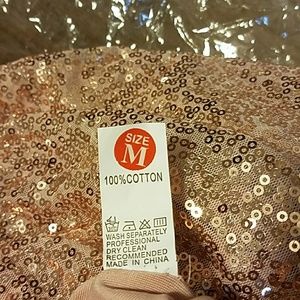 SIZE
M
100%COTTON
WASH SEPARATELY
PROFESSIONAL
DRY CLEAN
RECOMMENDED
MADE IN CHINA